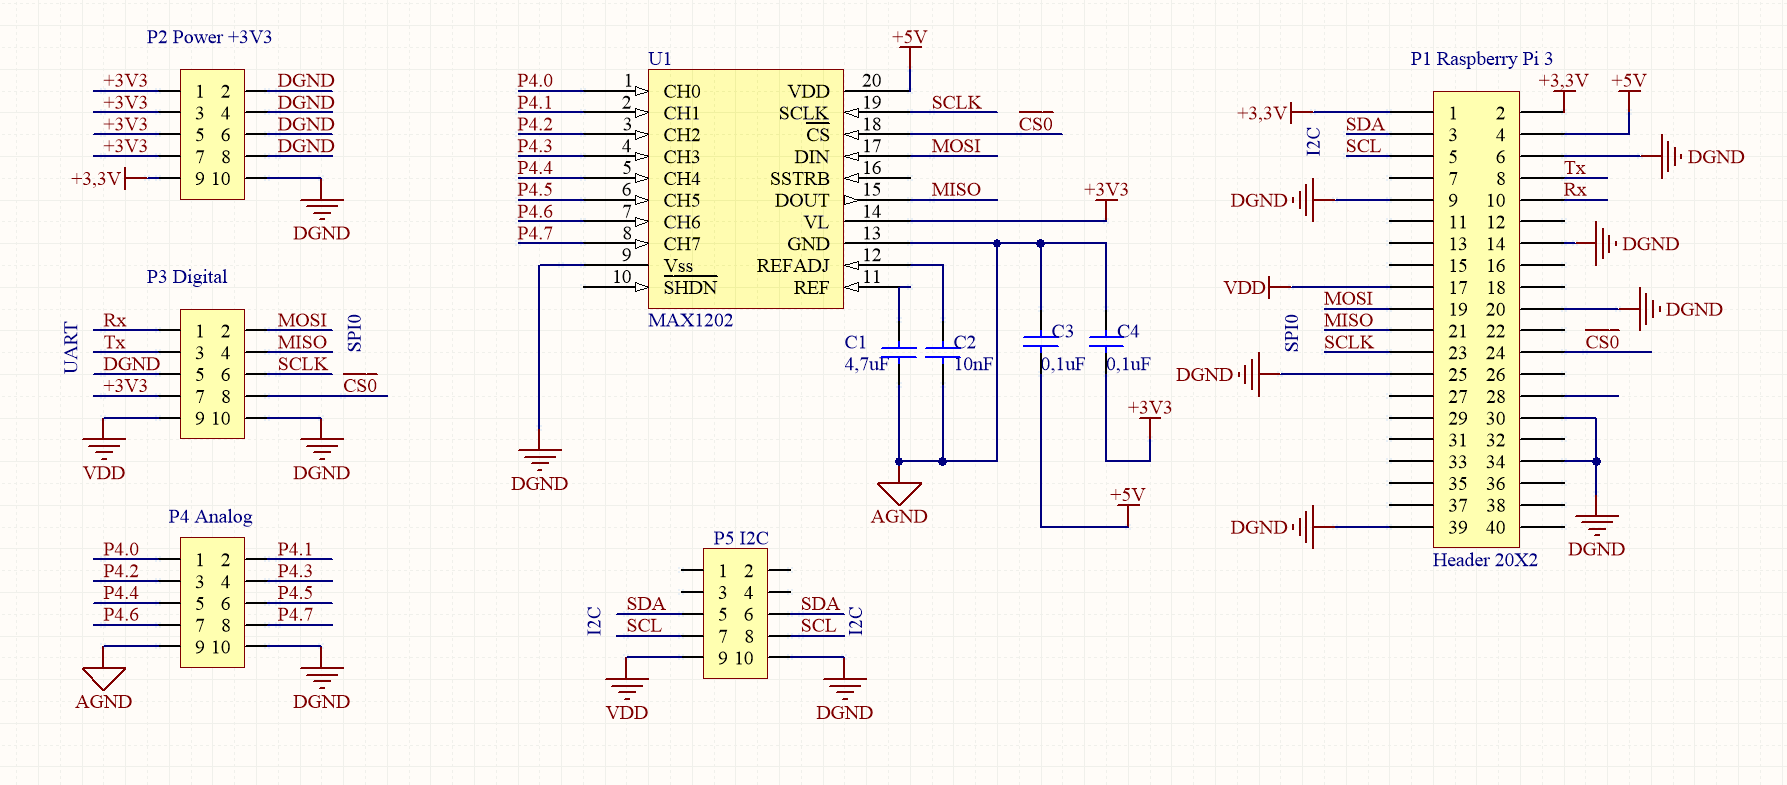 P2 Power +3V3
+3V3 1 2 DGND
+3V3 3 4 DGND
+3V3 5 6 DGND
+3V3 7 8 DGND
+3,3V 9 10
DGND
P3 Digital
UART
SPI0
Rx 1 2 MOSI
Tx 3 4 MISO
DGND 5 6 SCLK
+3V3 7 8 CS0
9 10
VDD
DGND
P4 Analog
P4.0 1 2 P4.1
P4.2 3 4 P4.3
P4.4 5 6 P4.5
P4.6 7 8 P4.7
9 10
AGND
DGND
U1
+5V
P4.0 1 CH0 VDD 20
P4.1 2 CH1 SCLK 19 SCLK
P4.2 3 CH2 CS 18 CS0
P4.3 4 CH3 DIN 17 MOSI
P4.4 5 CH4 SSTRB 16
P4.5 6 CH5 DOUT 15 MISO
P4.6 7 CH6 VL 14 +3V3
P4.7 8 CH7 GND 13
9 Vss REFADJ 12
10 SHDN REF 11
MAX1202
DGND
C1
4,7uF
C2
10nF
C3
0,1uF
C4
0,1uF
+3V3
+5V
AGND
P5 I2C
1 2
3 4
I2C
SDA 5 6 SDA
SCL 7 8 SCL
I2C
9 10
VDD
DGND
P1 Raspberry Pi 3
+3,3V
+5V
+3,3V 1 2
I2C
SDA 3 4
SCL 5 6 DGND
7 8 Tx
DGND 9 10 Rx
11 12
13 14 DGND
15 16
VDD 17 18
SPI0
MOSI 19 20 DGND
MISO 21 22
SCLK 23 24 CS0
DGND 25 26
27 28
29 30
31 32
33 34
35 36
37 38
DGND 39 40
DGND
Header 20X2